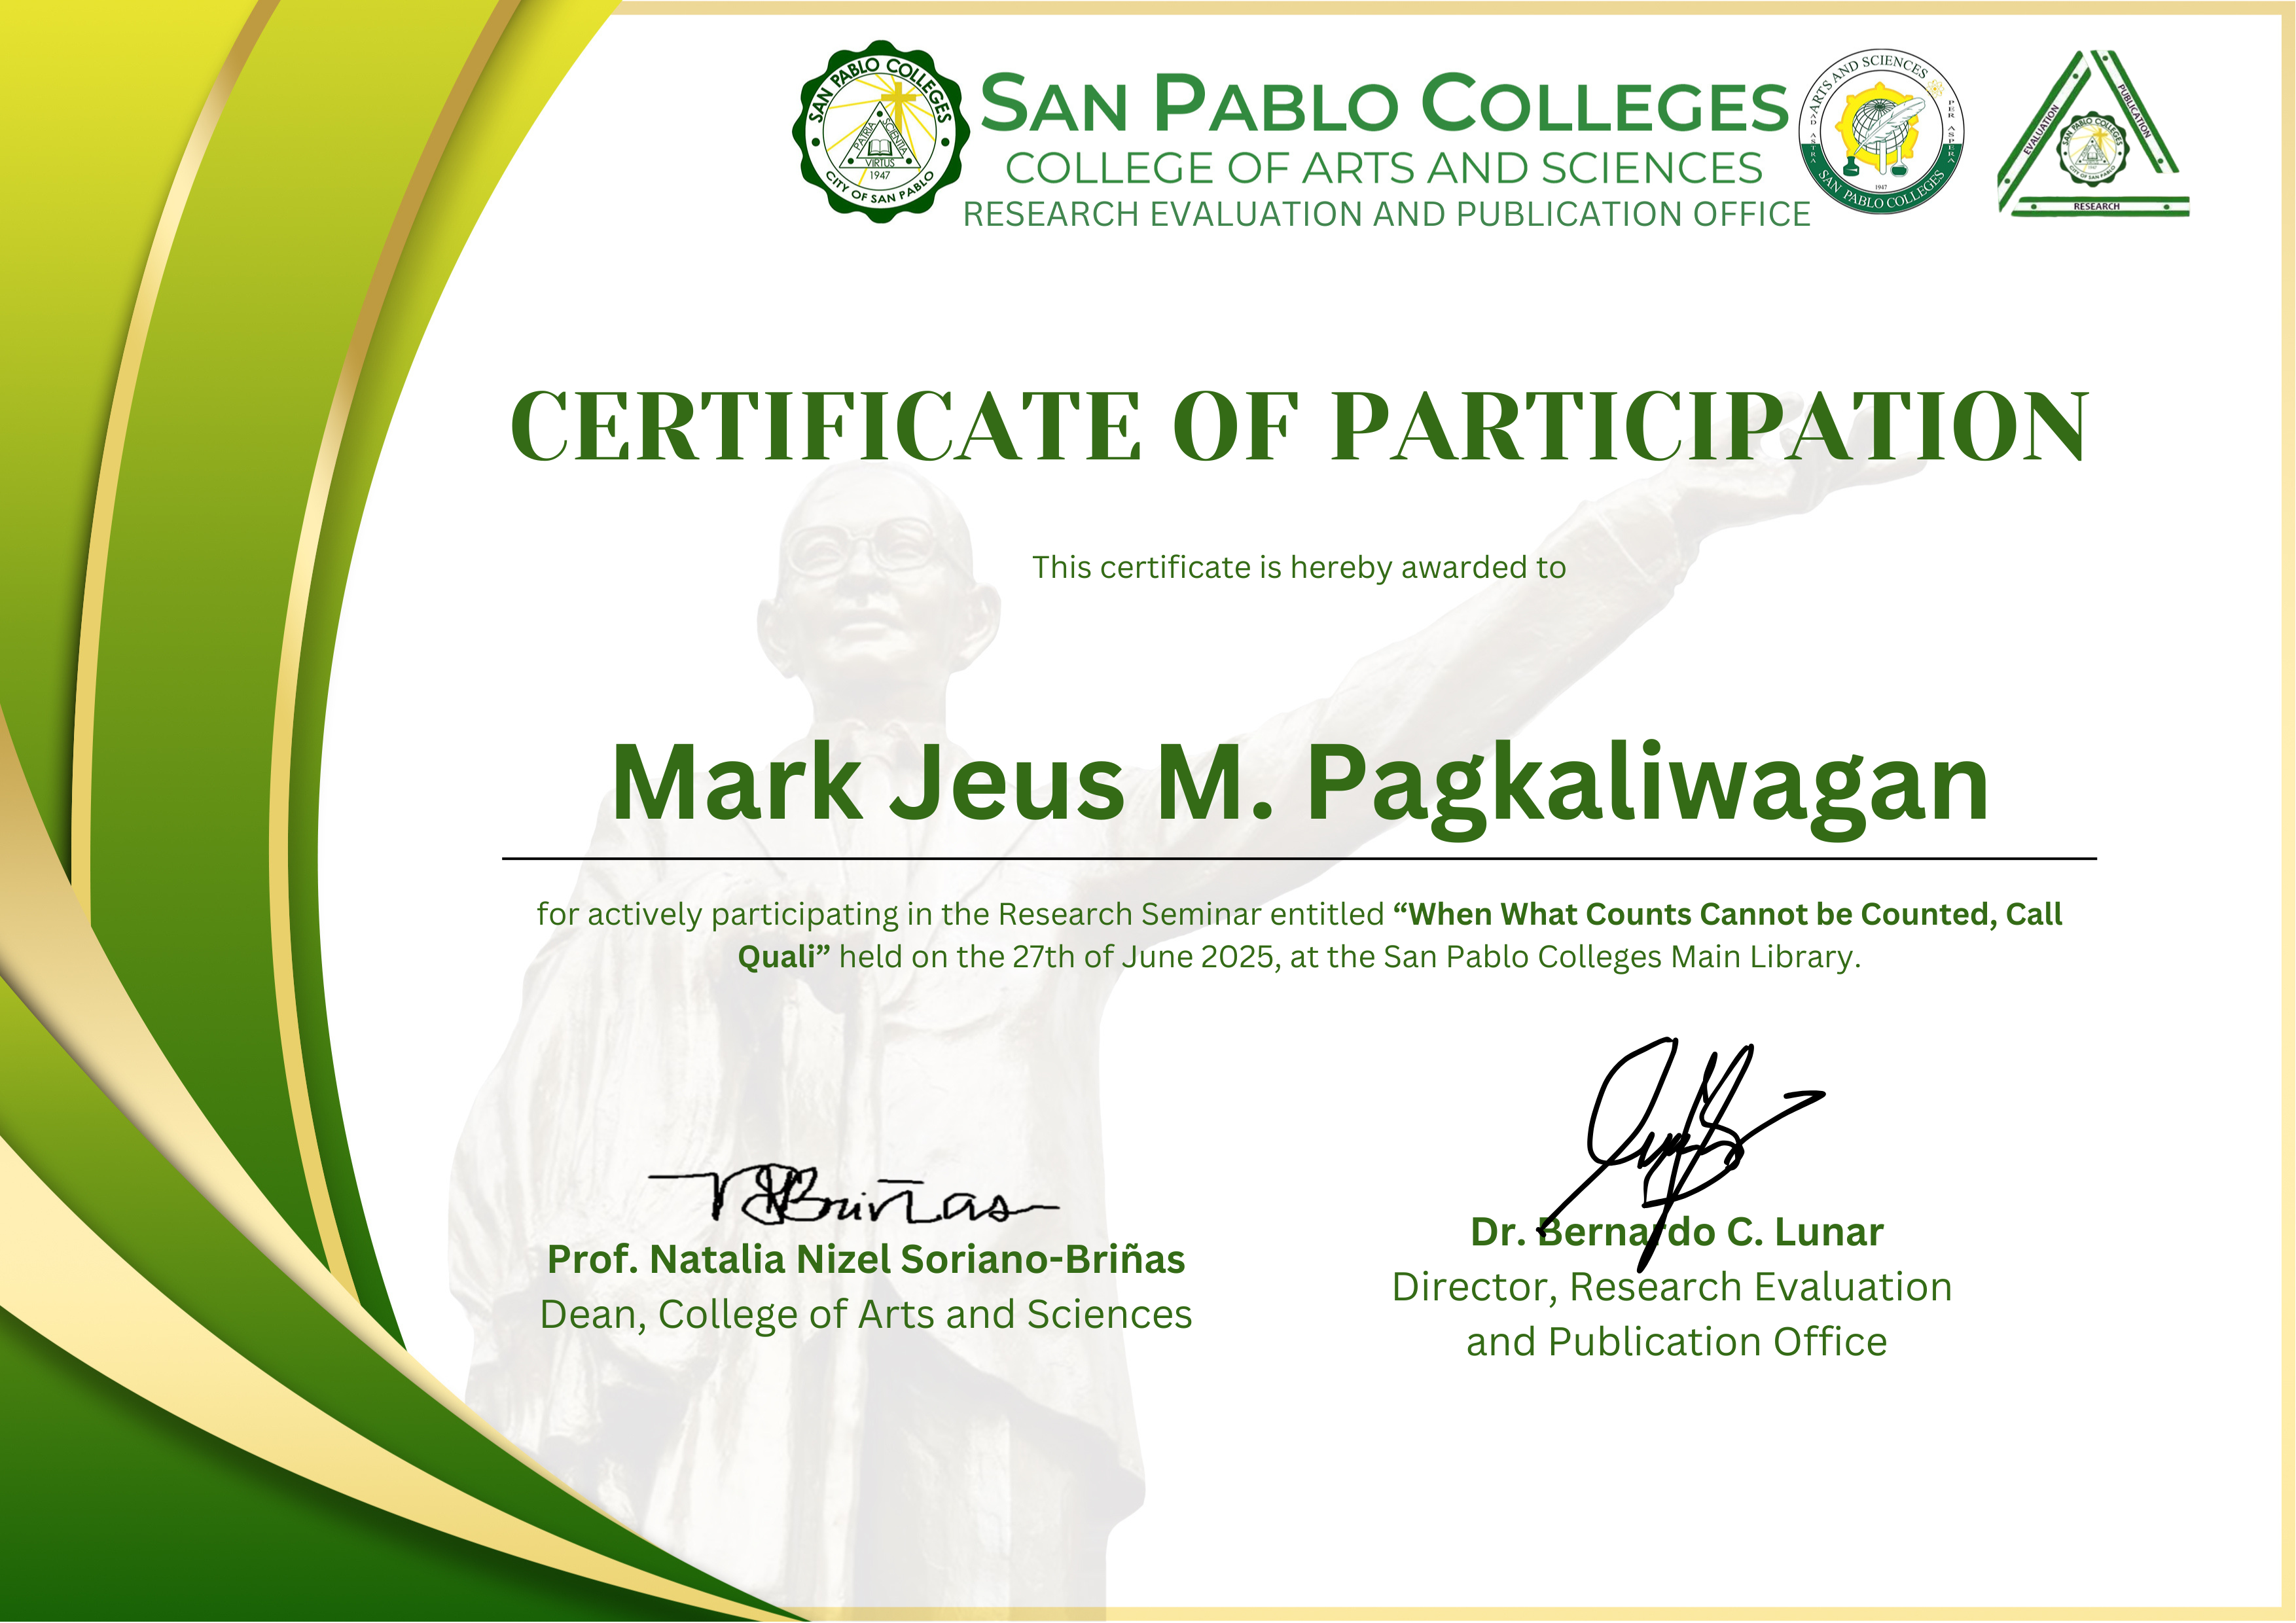 SAN PABLO COLLEGES
PATRIA
SCIENTIA
VIRTUS
1947
CITY OF SAN PABLO
SAN PABLO COLLEGES
COLLEGE OF ARTS AND SCIENCES
RESEARCH EVALUATION AND PUBLICATION OFFICE
ARTS AND SCIENCES
AD ASTRA
PER ASPERA
1947
SAN PABLO COLLEGES
EVALUATION
PUBLICATION
SAN PABLO COLLEGES
CITY OF SAN PABLO
RESEARCH
CERTIFICATE OF PARTICIPATION
This certificate is hereby awarded to
Mark Jeus M. Pagkaliwagan
for actively participating in the Research Seminar entitled “When What Counts Cannot be Counted, Call
Quali” held on the 27th of June 2025, at the San Pablo Colleges Main Library.
Prof. Natalia Nizel Soriano-Briñas
Dean, College of Arts and Sciences
Dr. Bernardo C. Lunar
Director, Research Evaluation
and Publication Office